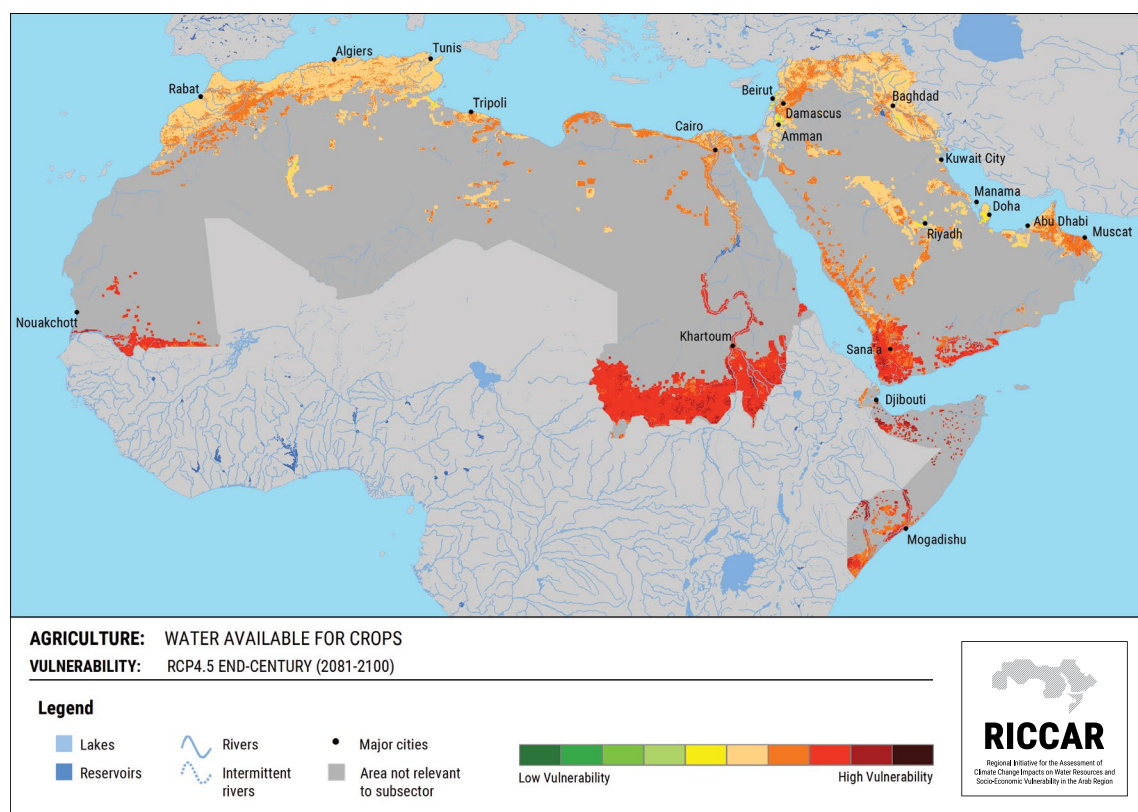 Algiers
Tunis
Rabat
Tripoli
Beirut
Damascus
Baghdad
Cairo
Amman
Kuwait City
Manama
Doha
Abu Dhabi
Riyadh
Muscat
Nouakchott
Khartoum
Sana'a
Djibouti
Mogadishu
AGRICULTURE: WATER AVAILABLE FOR CROPS
VULNERABILITY: RCP4.5 END-CENTURY (2081-2100)
Legend
Lakes
Rivers
Major cities
Reservoirs
Intermittent
rivers
Area not relevant
to subsector
Low Vulnerability
High Vulnerability
RICCAR
Regional Initiative for the Assessment of
Climate Change Impacts on Water Resources and
Socio-Economic Vulnerability in the Arab Region